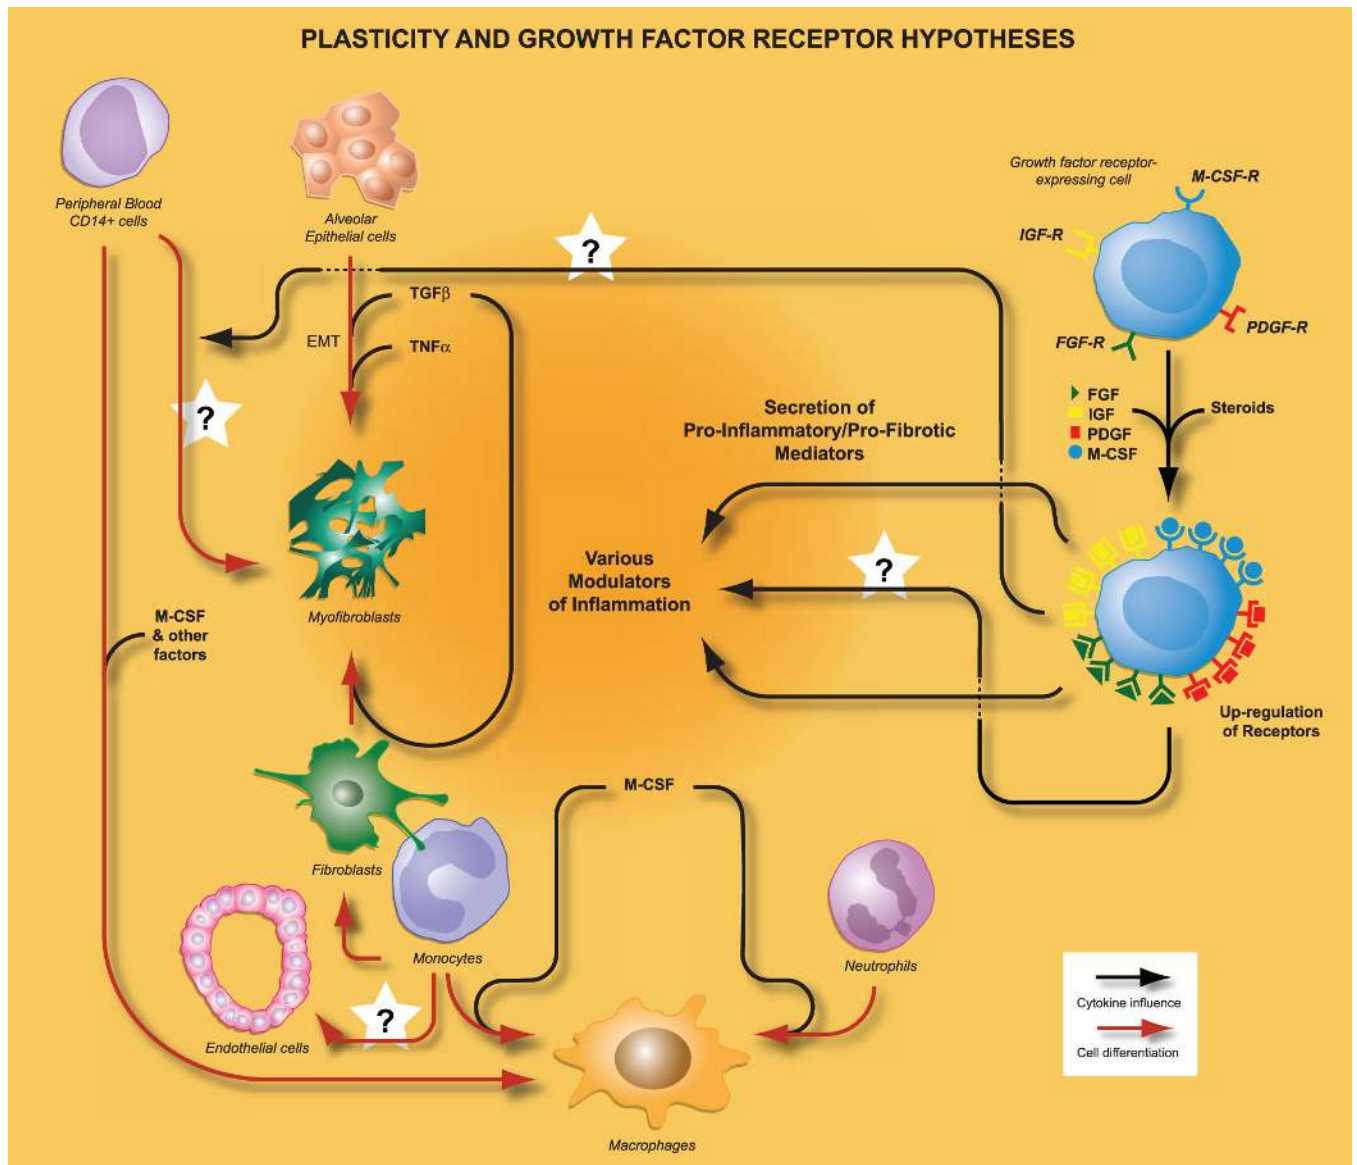 PLASTICITY AND GROWTH FACTOR RECEPTOR HYPOTHESES
Peripheral Blood
CD14+ cells
Alveolar
Epithelial cells
Growth factor receptor-
expressing cell
M-CSF-R
IGF-R
PDGF-R
FGF-R
?
TGFβ
EMT
TNFα
?
FGF
IGF
PDGF
M-CSF
Steroids
Secretion of
Pro-Inflammatory/Pro-Fibrotic
Mediators
Various
Modulators
of Inflammation
?
Myofibroblasts
M-CSF
& other
factors
Up-regulation
of Receptors
M-CSF
Fibroblasts
Monocytes
Neutrophils
?
Endothelial cells
Macrophages
Cytokine influence
Cell differentiation